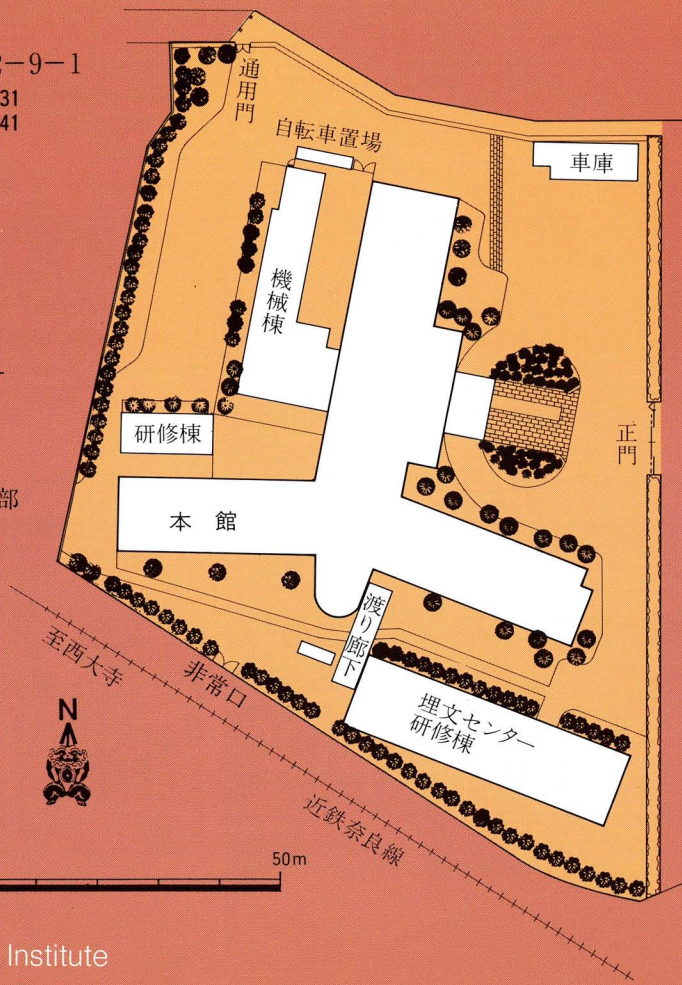 2-9-1
31
41
通用門
自転車置場
車庫
機械棟
研修棟
正門
部
本館
渡り廊下
至西大寺
非常口
埋文センター
研修棟
N
近鉄奈良線
50m
Institute